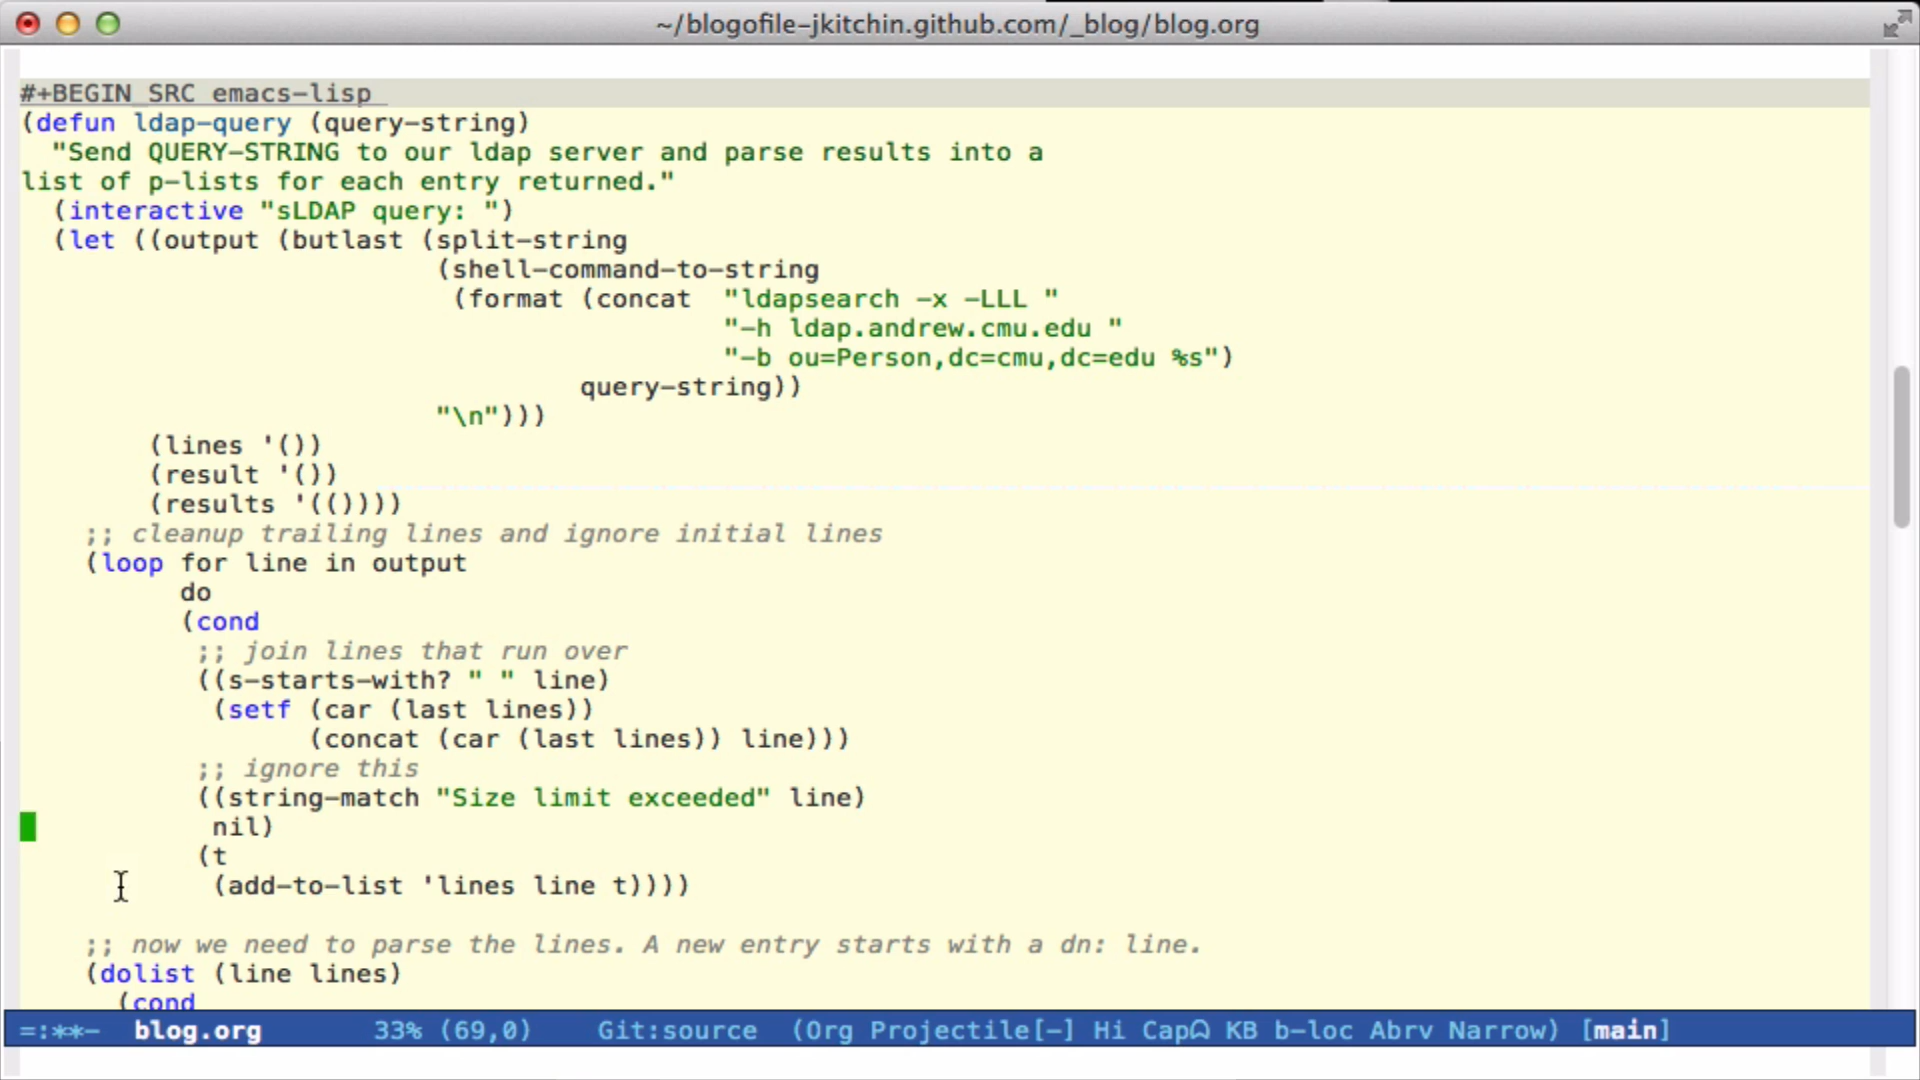 ~/blogofile-jkitchin.github.com/_blog/blog.org
#+BEGIN_SRC emacs-lisp
(defun ldap-query (query-string)
  "Send QUERY-STRING to our ldap server and parse results into a
list of p-lists for each entry returned."
  (interactive "sLDAP query: ")
  (let ((output (butlast (split-string
                          (shell-command-to-string
                           (format (concat  "ldapsearch -x -LLL "
                                            "-h ldap.andrew.cmu.edu "
                                            "-b ou=Person,dc=cmu,dc=edu %s")
                                   query-string))
                          "\n")))
        (lines '())
        (result '())
        (results '(())))
    ;; cleanup trailing lines and ignore initial lines
    (loop for line in output
          do
          (cond
           ;; join lines that run over
           ((s-starts-with? " " line)
            (setf (car (last lines))
                  (concat (car (last lines)) line)))
           ;; ignore this
           ((string-match "Size limit exceeded" line)
            nil)
           (t
            (add-to-list 'lines line t))))
    ;; now we need to parse the lines. A new entry starts with a dn: line.
    (dolist (line lines)
      (cond
=:**-  blog.org       33% (69,0)    Git:source  (Org Projectile[-] Hi Capᗣ KB b-loc Abrv Narrow) [main]